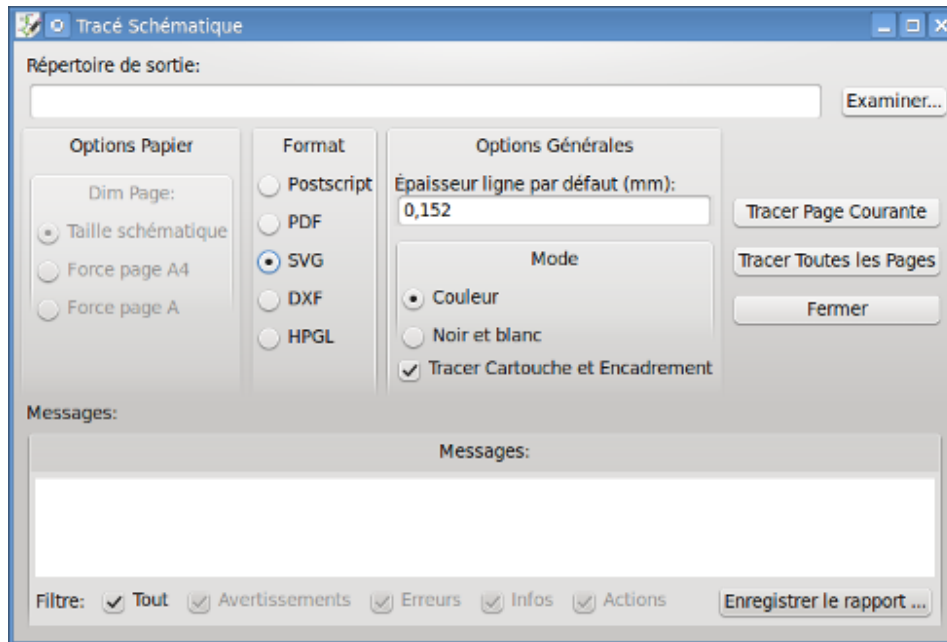 Tracé Schématique
Répertoire de sortie:
Examiner...
Options Papier
Dim Page:
Taille schématique
Force page A4
Force page A
Format
Postscript
PDF
SVG
DXF
HPGL
Options Générales
Épaisseur ligne par défaut (mm):
0,152
Mode
Couleur
Noir et blanc
Tracer Cartouche et Encadrement
Tracer Page Courante
Tracer Toutes les Pages
Fermer
Messages:
Messages:
Filtre: Tout Avertissements Erreurs Infos Actions Enregistrer le rapport ...